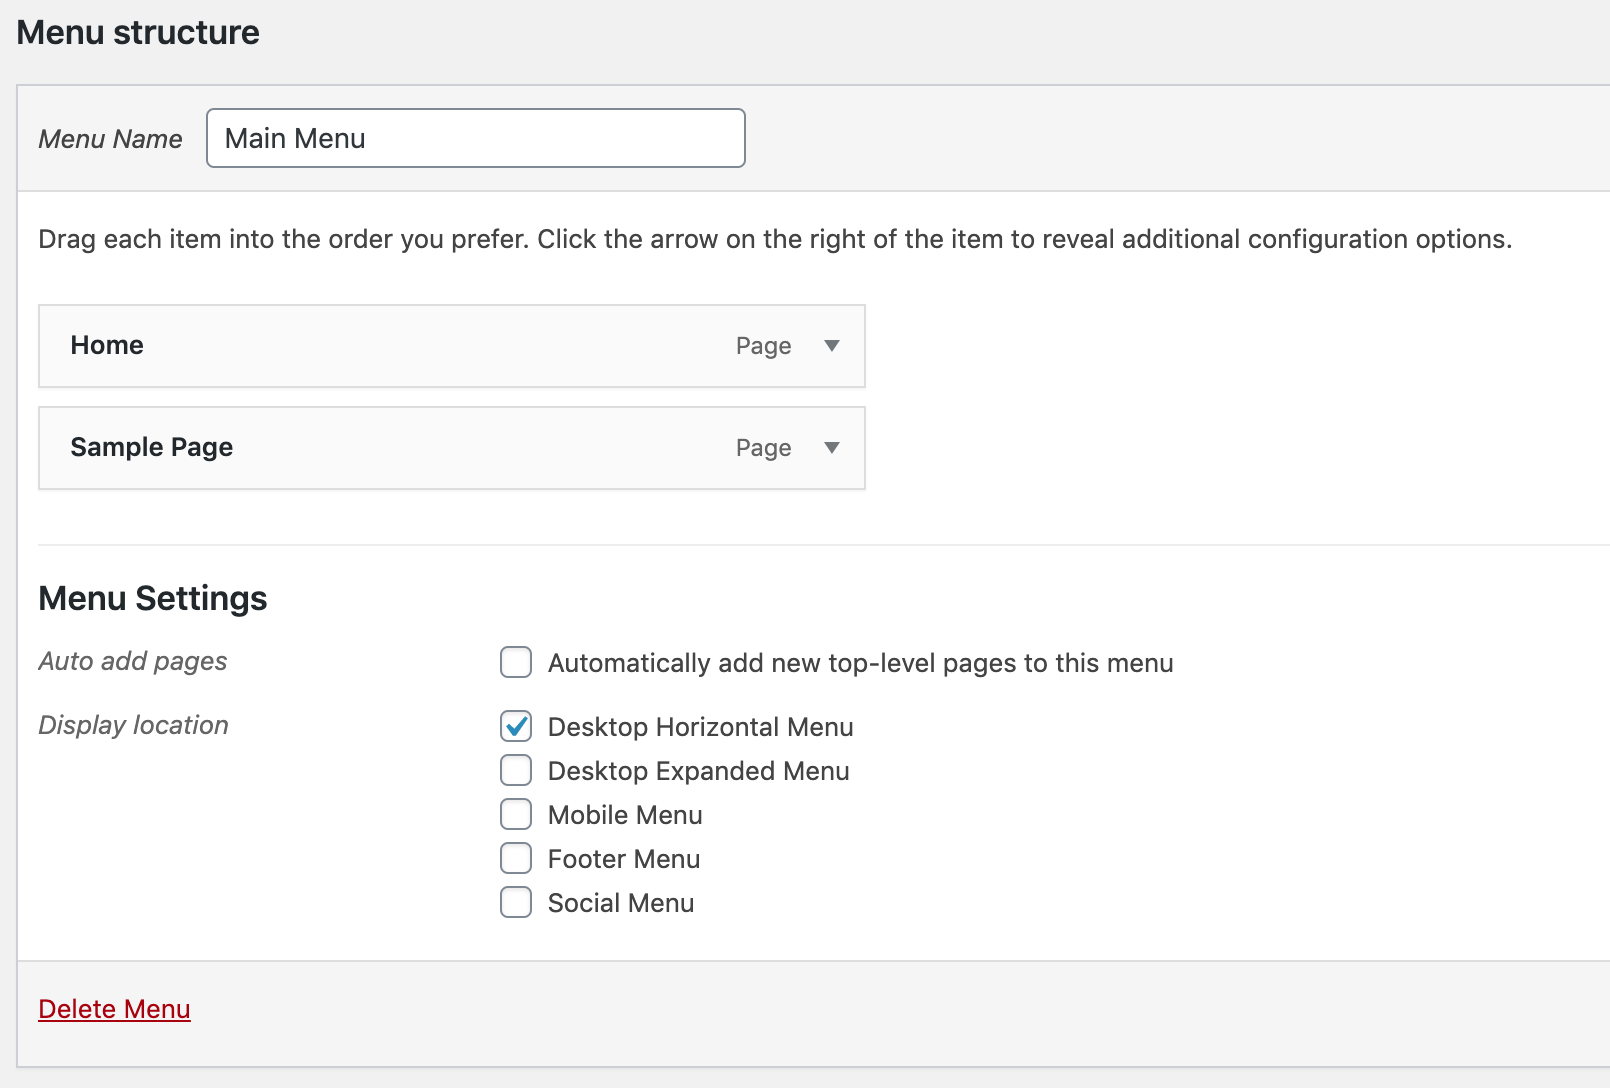 Menu structure
Menu Name Main Menu
Drag each item into the order you prefer. Click the arrow on the right of the item to reveal additional configuration options.
Home Page
Sample Page Page
Menu Settings
Auto add pages Automatically add new top-level pages to this menu
Display location Desktop Horizontal Menu
Desktop Expanded Menu
Mobile Menu
Footer Menu
Social Menu
Delete Menu